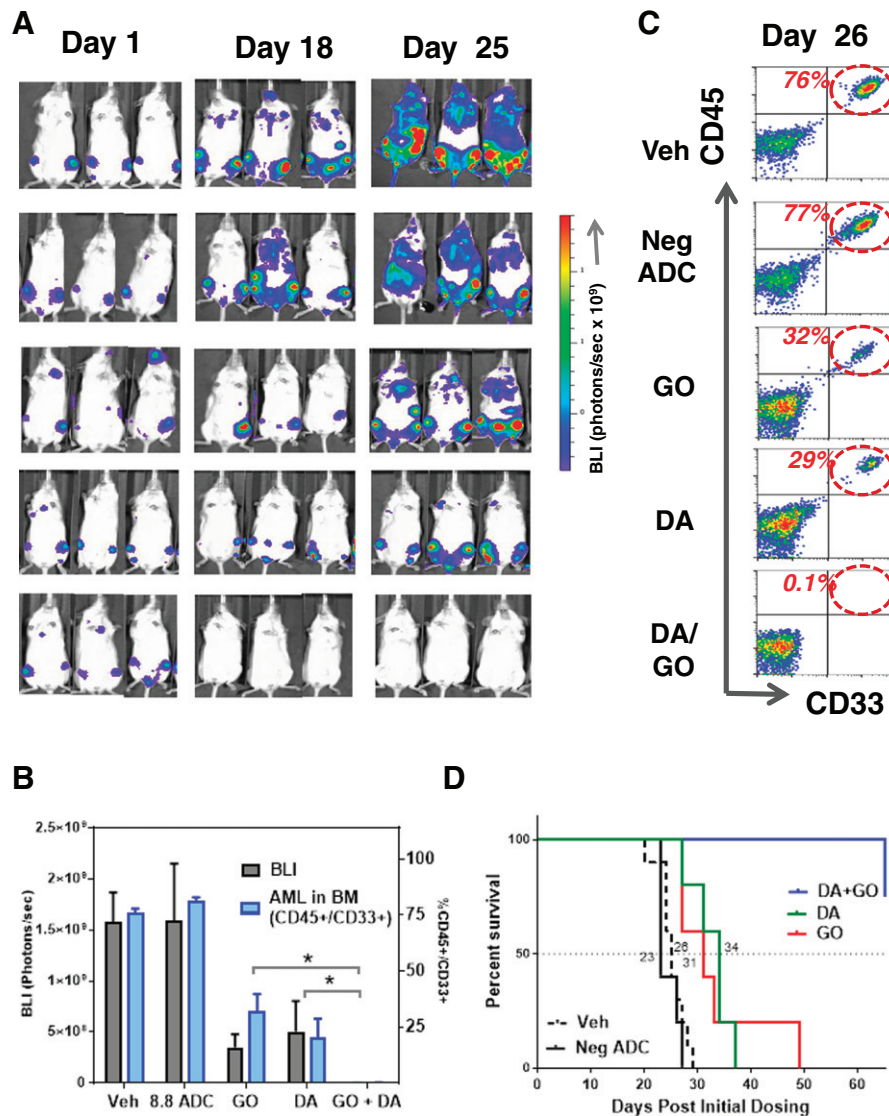 A
Day 1
Day 18
Day 25
BLI (photons/sec x 10⁹)
1
1
0
C
Day 26
CD45
Veh
76%
Neg
ADC
77%
GO
32%
DA
29%
DA/
GO
0.1%
CD33
B
2.5×10⁹
2×10⁹
1.5×10⁹
1×10⁹
5×10⁸
0
BLI (Photons/sec)
BLI
AML in BM
(CD45+/CD33+)
*
*
100
75
50
25
%CD45+/CD33+
Veh
8.8 ADC
GO
DA
GO + DA
D
Percent survival
100
50
0
DA+GO
DA
GO
23
26
31
34
Veh
Neg ADC
0
20
40
60
Days Post Initial Dosing